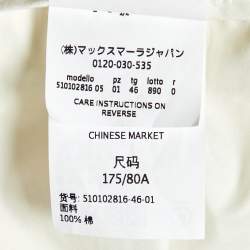 (株)マックスマーラジャパン
0120-030-535
modello pz tg lotto r
510102816 05 01 46 890 0
CARE INSTRUCTIONS ON
REVERSE
CHINESE MARKET
尺码
175/80A
货号: 510102816-46-01
面料
100% 棉